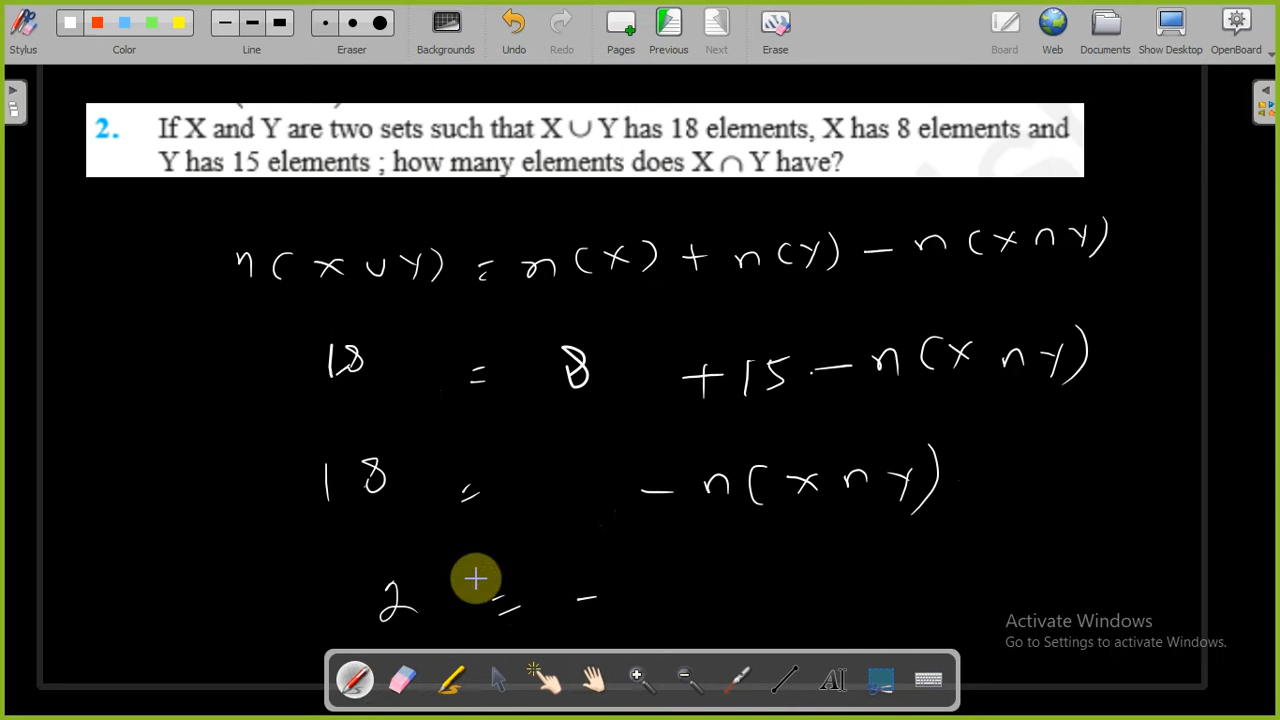 Stylus Color Line Eraser Backgrounds Undo Redo Pages Previous Next Erase Board Web Documents Show Desktop OpenBoard
2. If X and Y are two sets such that X ∪ Y has 18 elements, X has 8 elements and
Y has 15 elements ; how many elements does X ∩ Y have?
n( X ∪ Y) = n(X) + n(Y) - n(X ∩ Y)
18 = 8 + 15 - n(X ∩ Y)
18 = - n(X ∩ Y)
2 = -
Activate Windows
Go to Settings to activate Windows.
AI